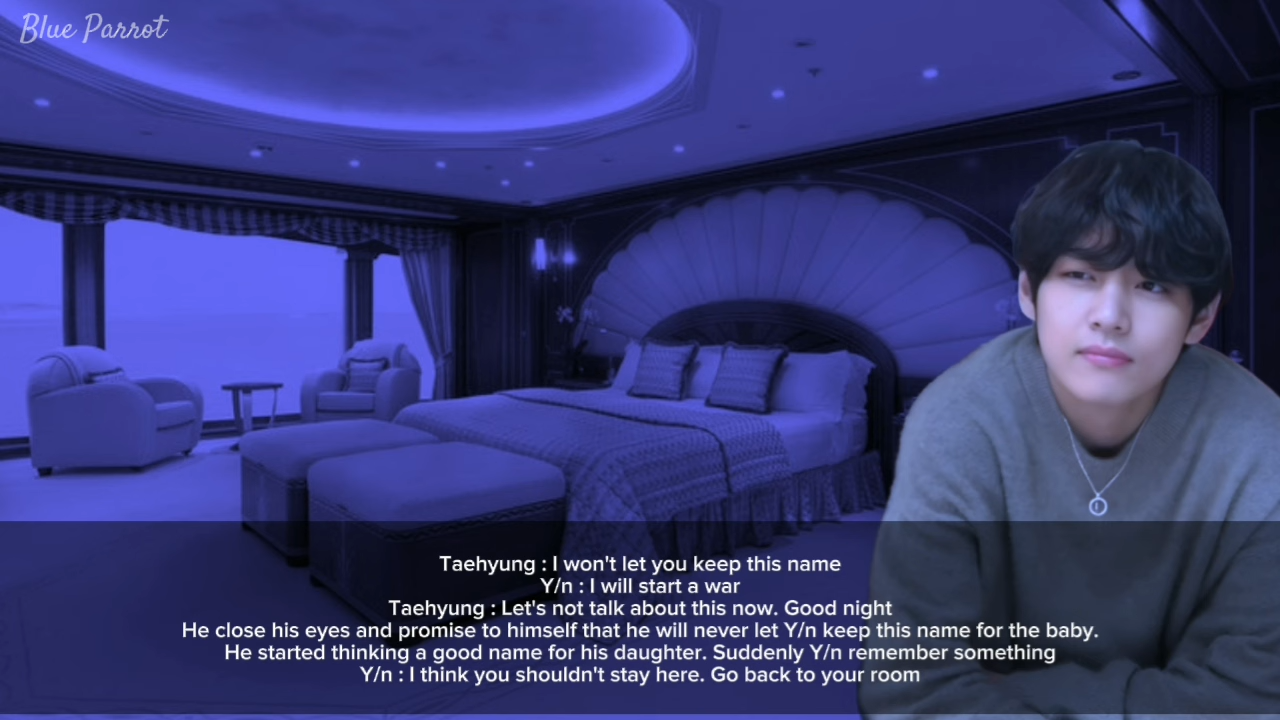 Blue Parrot
Taehyung : I won't let you keep this name
Y/n : I will start a war
Taehyung : Let's not talk about this now. Good night
He close his eyes and promise to himself that he will never let Y/n keep this name for the baby.
He started thinking a good name for his daughter. Suddenly Y/n remember something
Y/n : I think you shouldn't stay here. Go back to your room